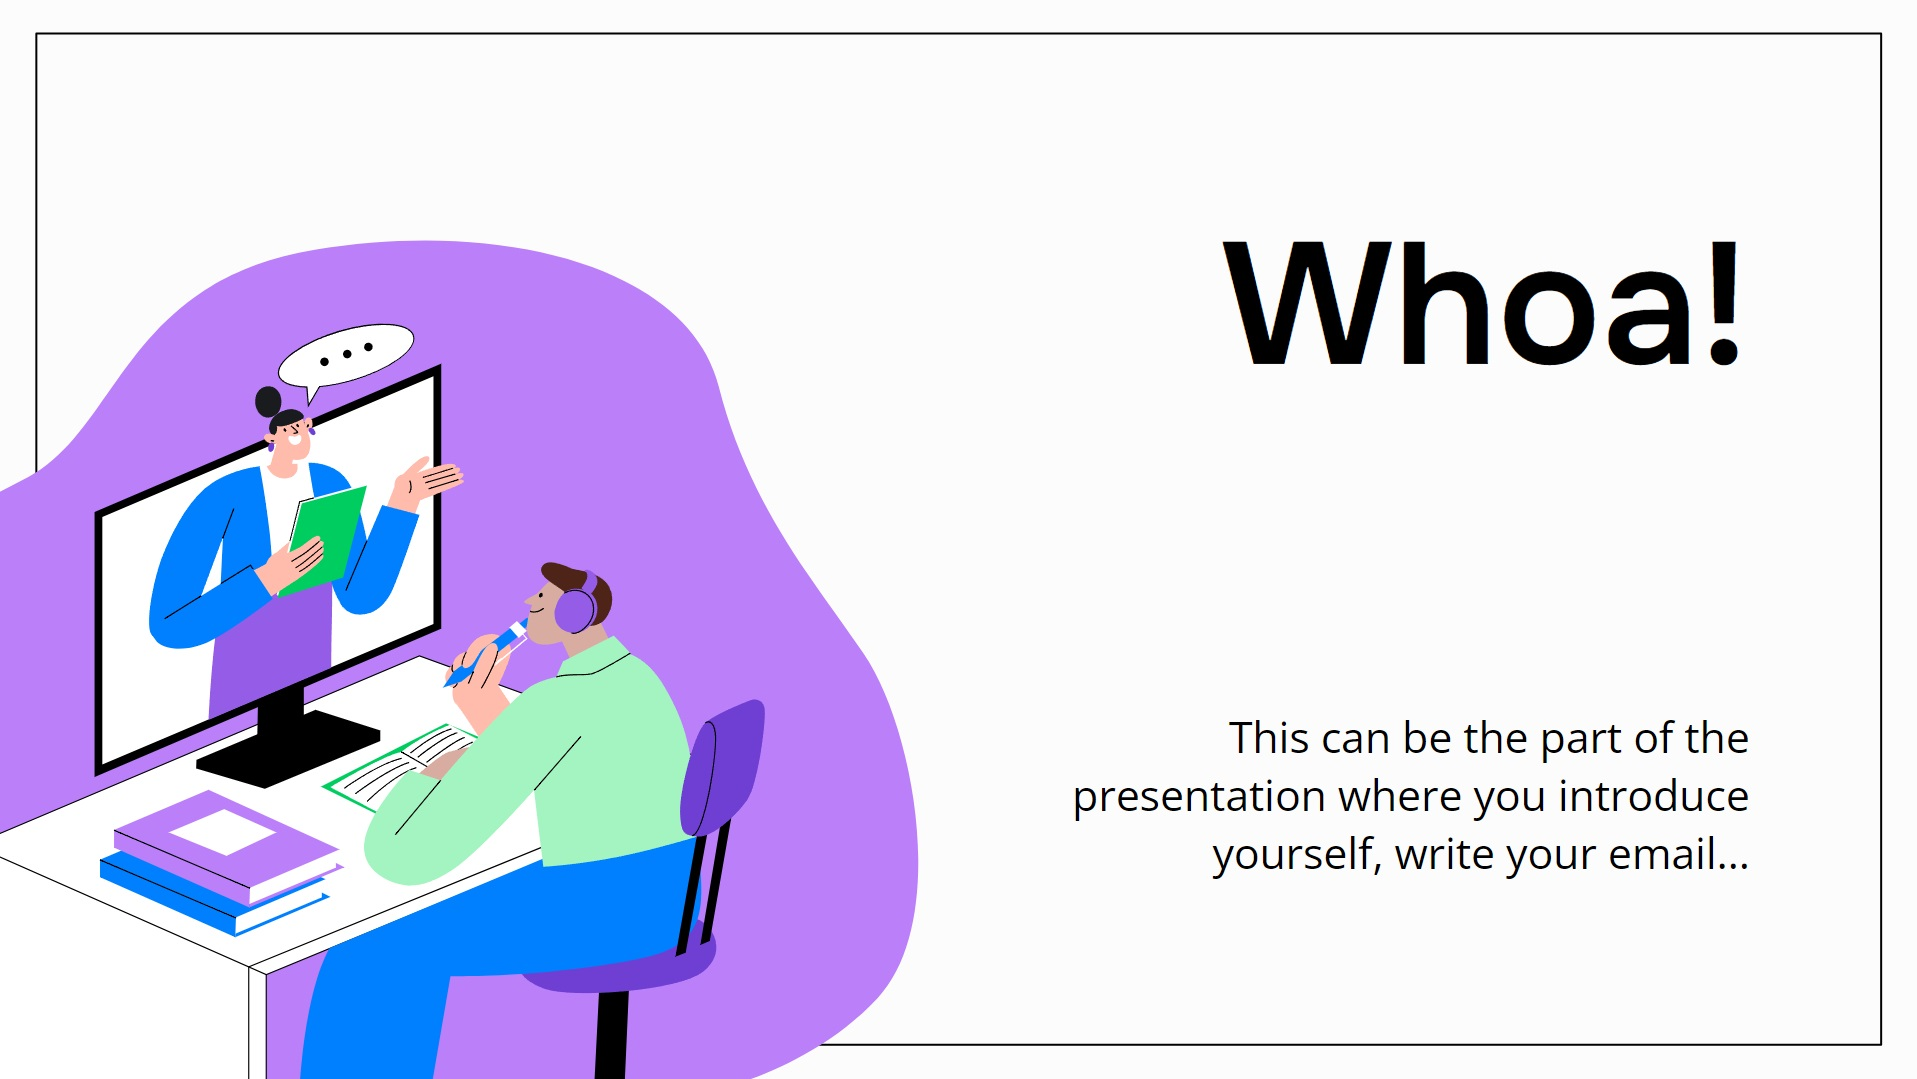 Whoa!
This can be the part of the
presentation where you introduce
yourself, write your email...